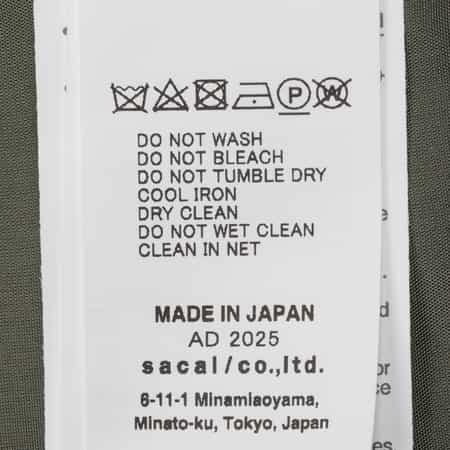 P W
DO NOT WASH
DO NOT BLEACH
DO NOT TUMBLE DRY
COOL IRON
DRY CLEAN
DO NOT WET CLEAN
CLEAN IN NET
MADE IN JAPAN
AD 2025
sacai/co.,ltd.
6-11-1 Minamiaoyama,
Minato-ku, Tokyo, Japan